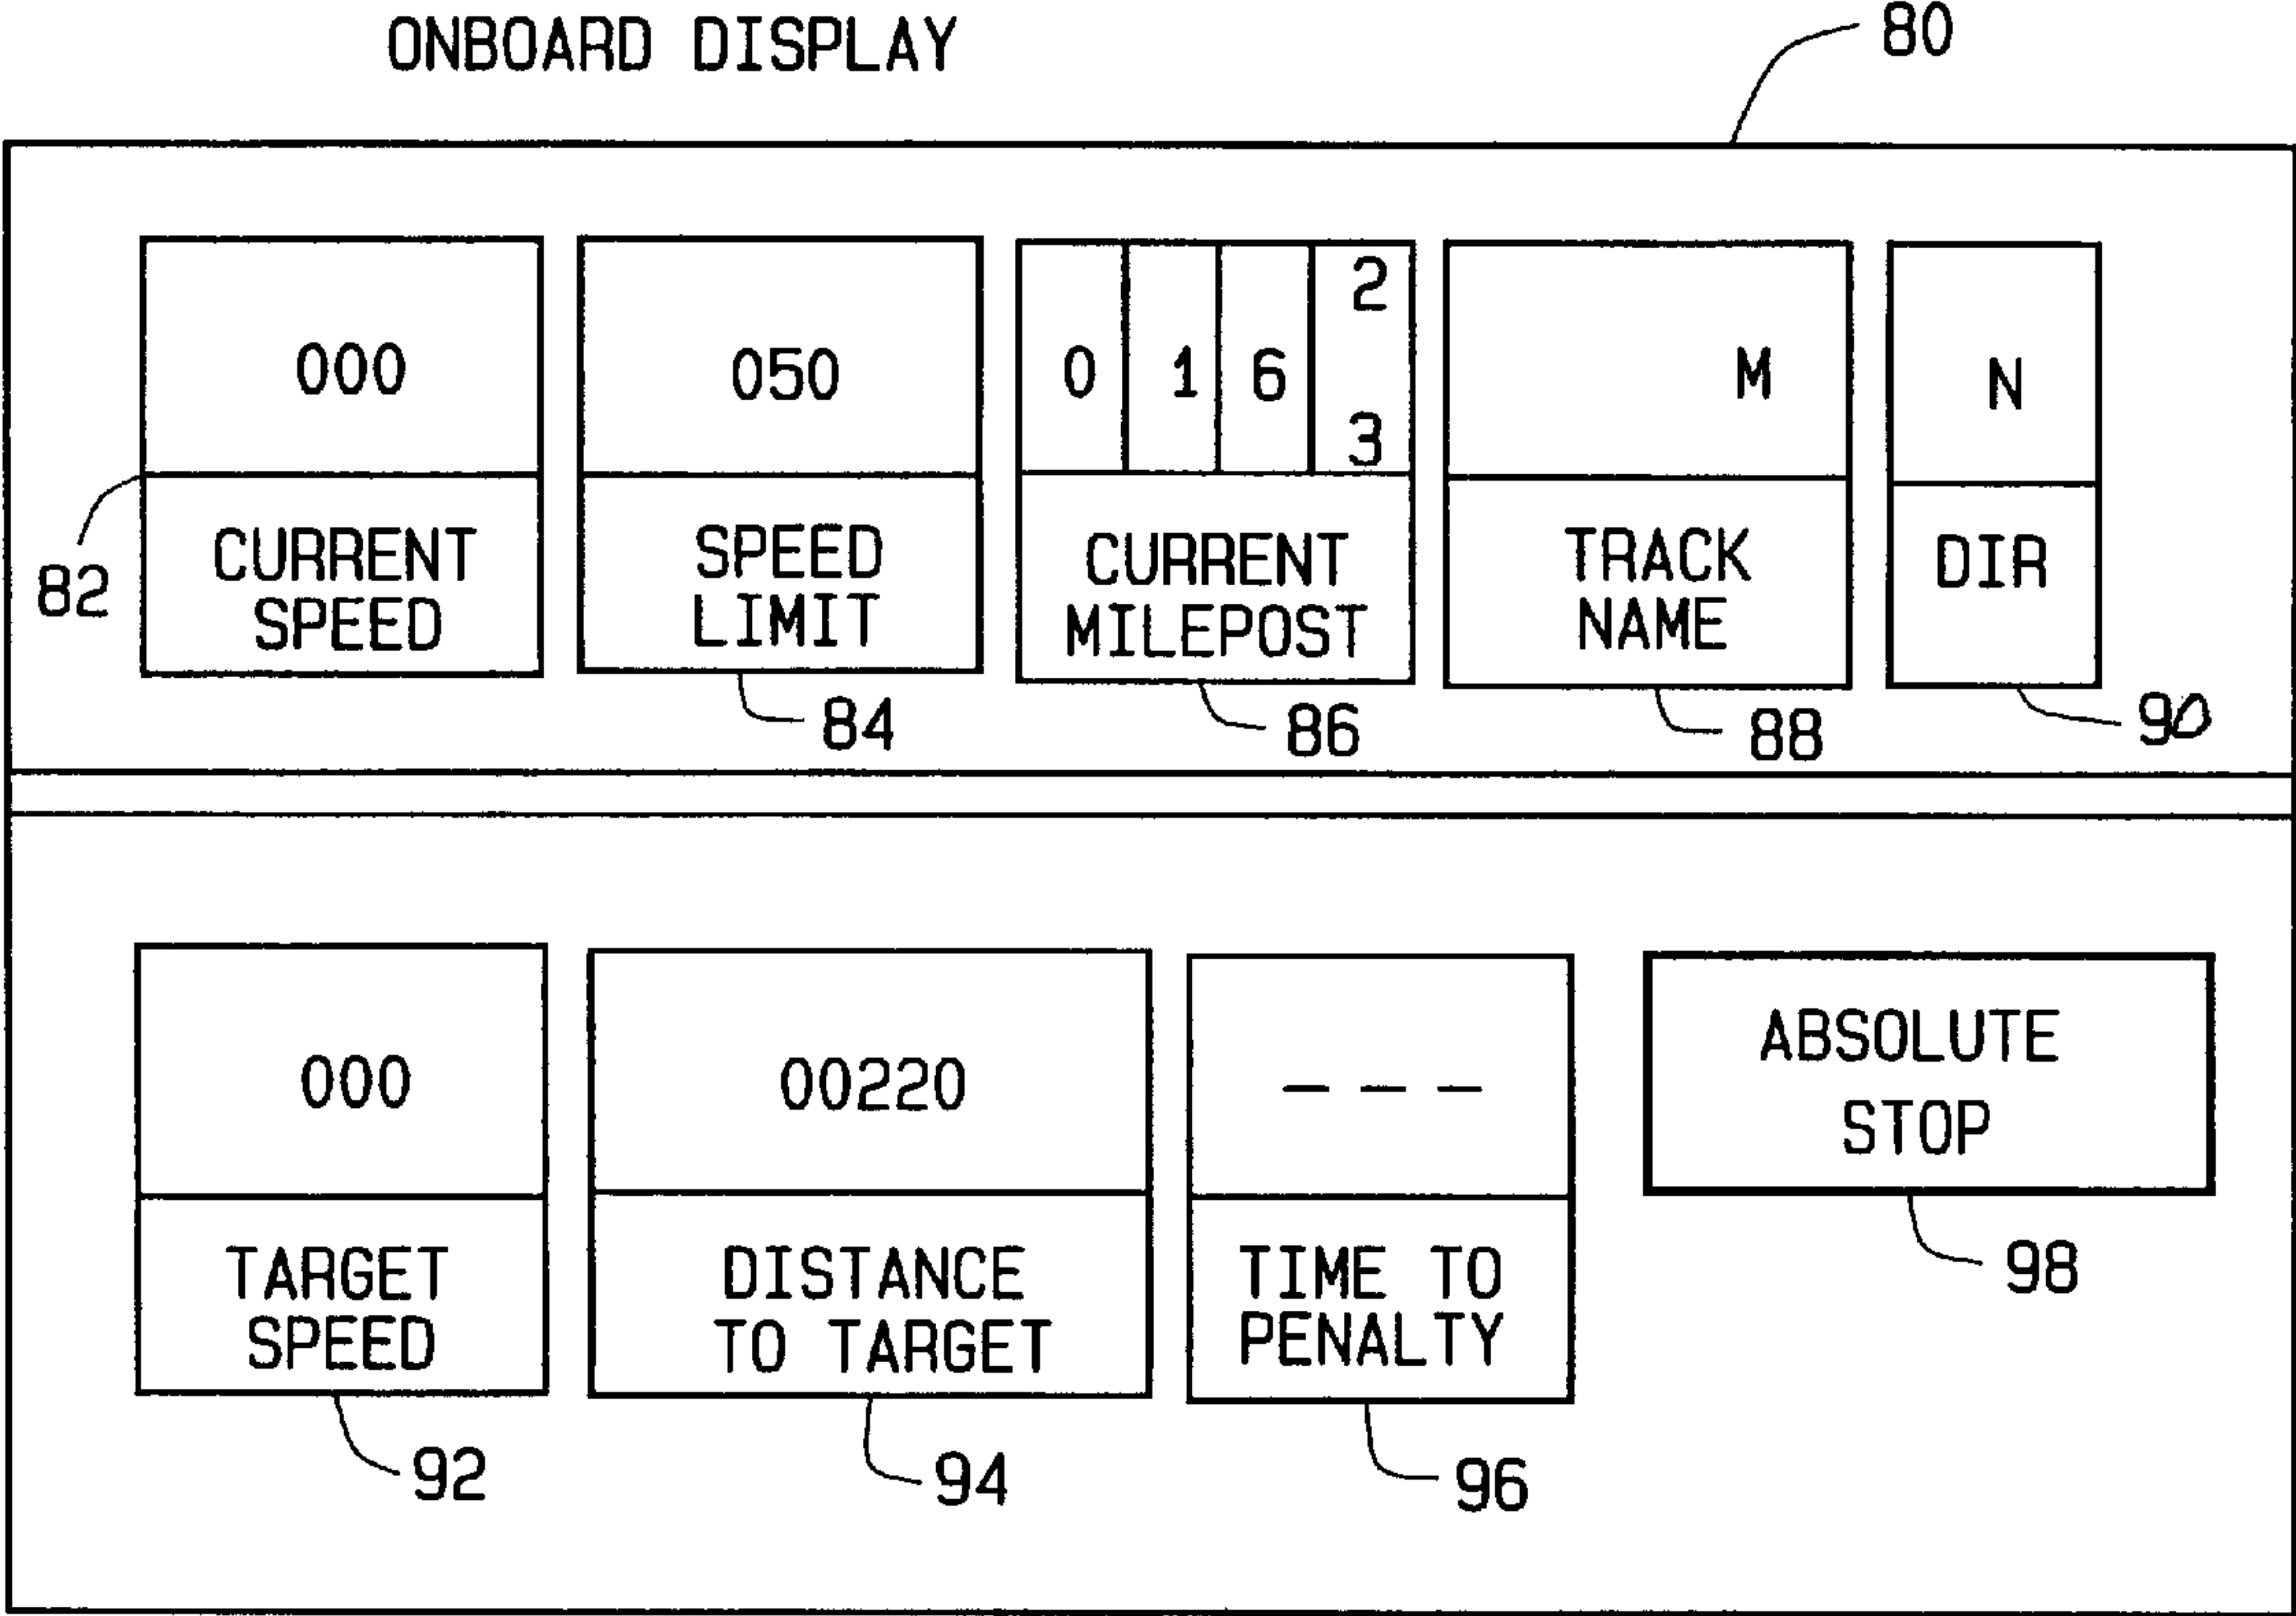 ONBOARD DISPLAY
80
000
050
0 1 6 2
3
M
N
CURRENT
SPEED
SPEED
LIMIT
CURRENT
MILEPOST
TRACK
NAME
DIR
82
84
86
88
90
000
00220
— — —
ABSOLUTE
STOP
TARGET
SPEED
DISTANCE
TO TARGET
TIME TO
PENALTY
92
94
96
98